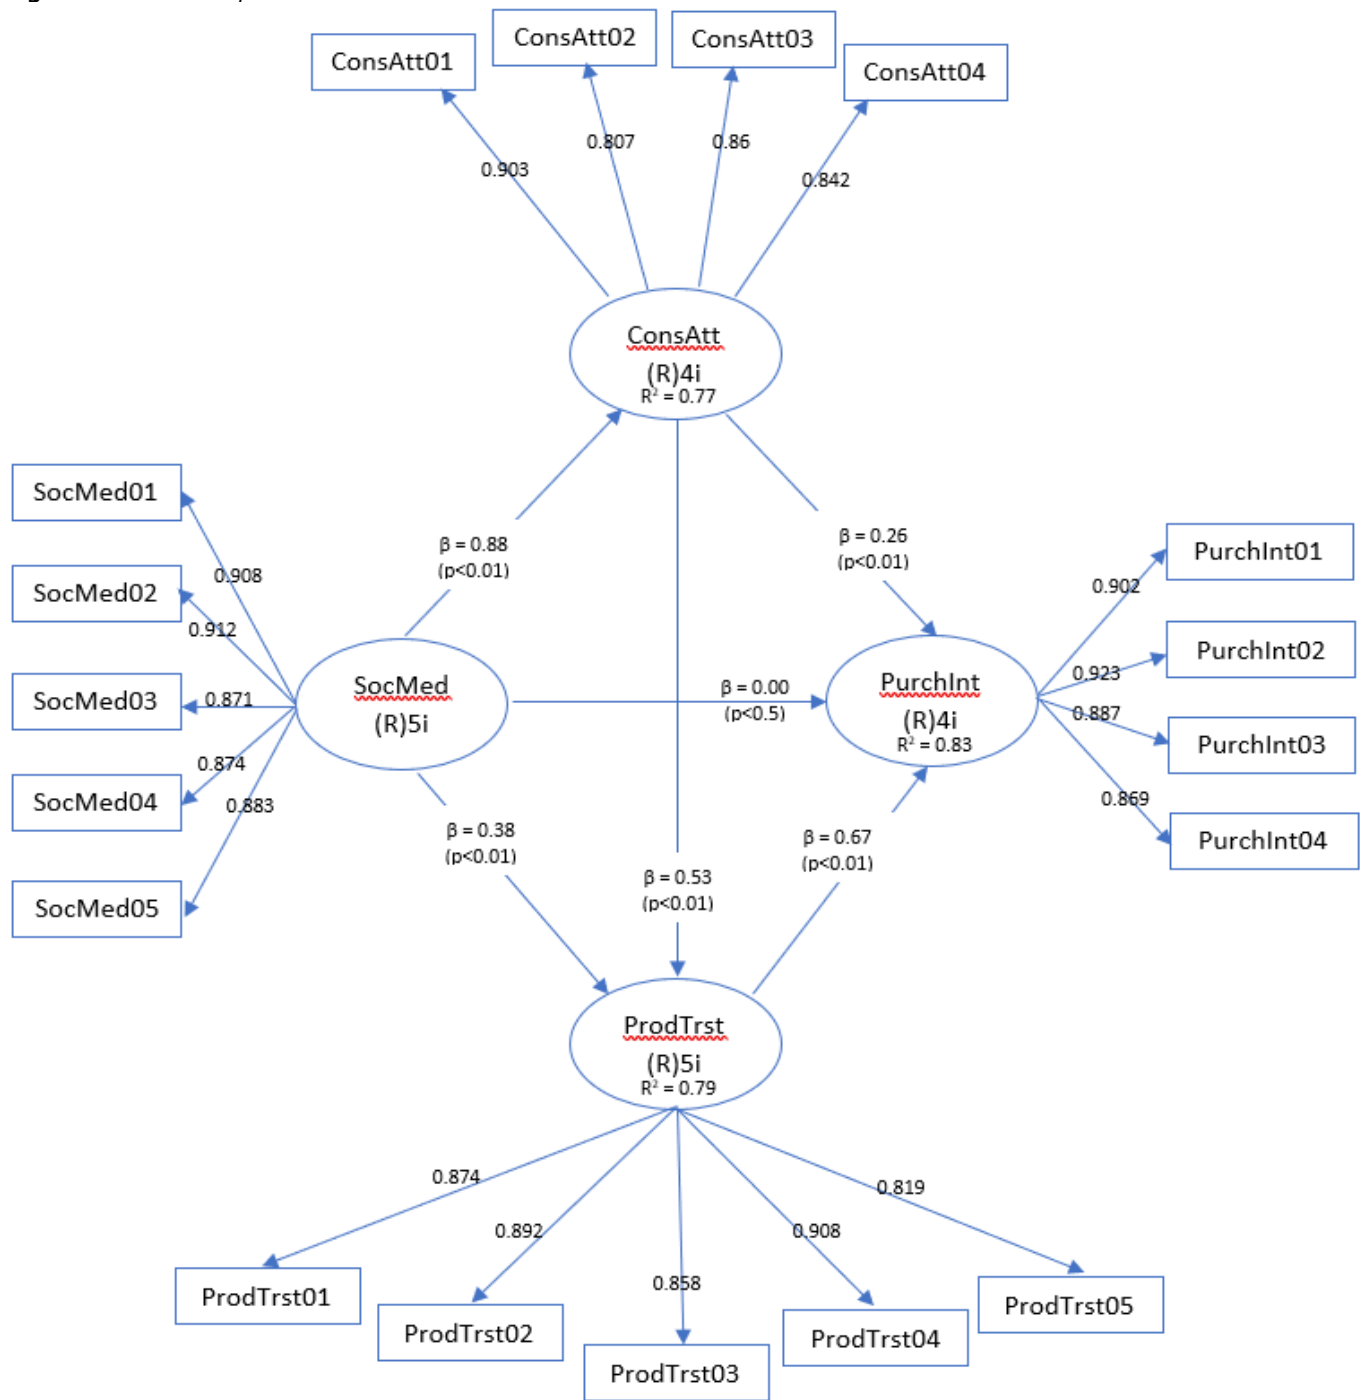 ConsAtt01
ConsAtt02
ConsAtt03
ConsAtt04
0.903
0.807
0.86
0.842
ConsAtt
(R)4i
R² = 0.77
SocMed01
SocMed02
SocMed03
SocMed04
SocMed05
0.908
0.912
0.871
0.874
0.883
SocMed
(R)5i
β = 0.88
(p<0.01)
β = 0.26
(p<0.01)
β = 0.00
(p<0.5)
β = 0.38
(p<0.01)
β = 0.53
(p<0.01)
β = 0.67
(p<0.01)
PurchInt
(R)4i
R² = 0.83
0.902
0.923
0.887
0.869
PurchInt01
PurchInt02
PurchInt03
PurchInt04
ProdTrst
(R)5i
R² = 0.79
0.874
0.892
0.858
0.908
0.819
ProdTrst01
ProdTrst02
ProdTrst03
ProdTrst04
ProdTrst05